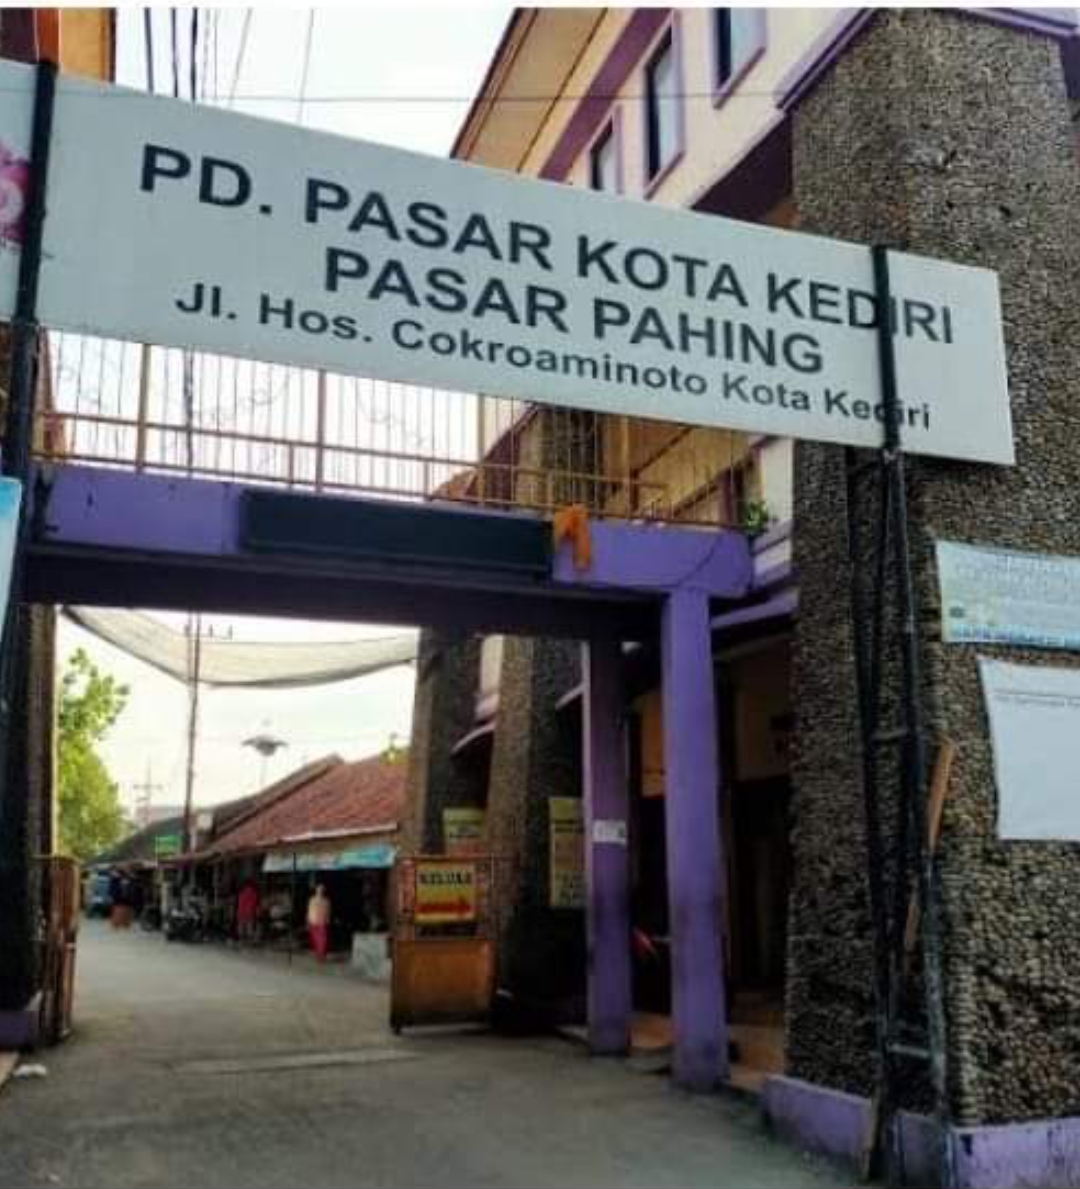 PD. PASAR KOTA KEDIRI
PASAR PAHING
Jl. Hos. Cokroaminoto Kota Kediri
KELUAR